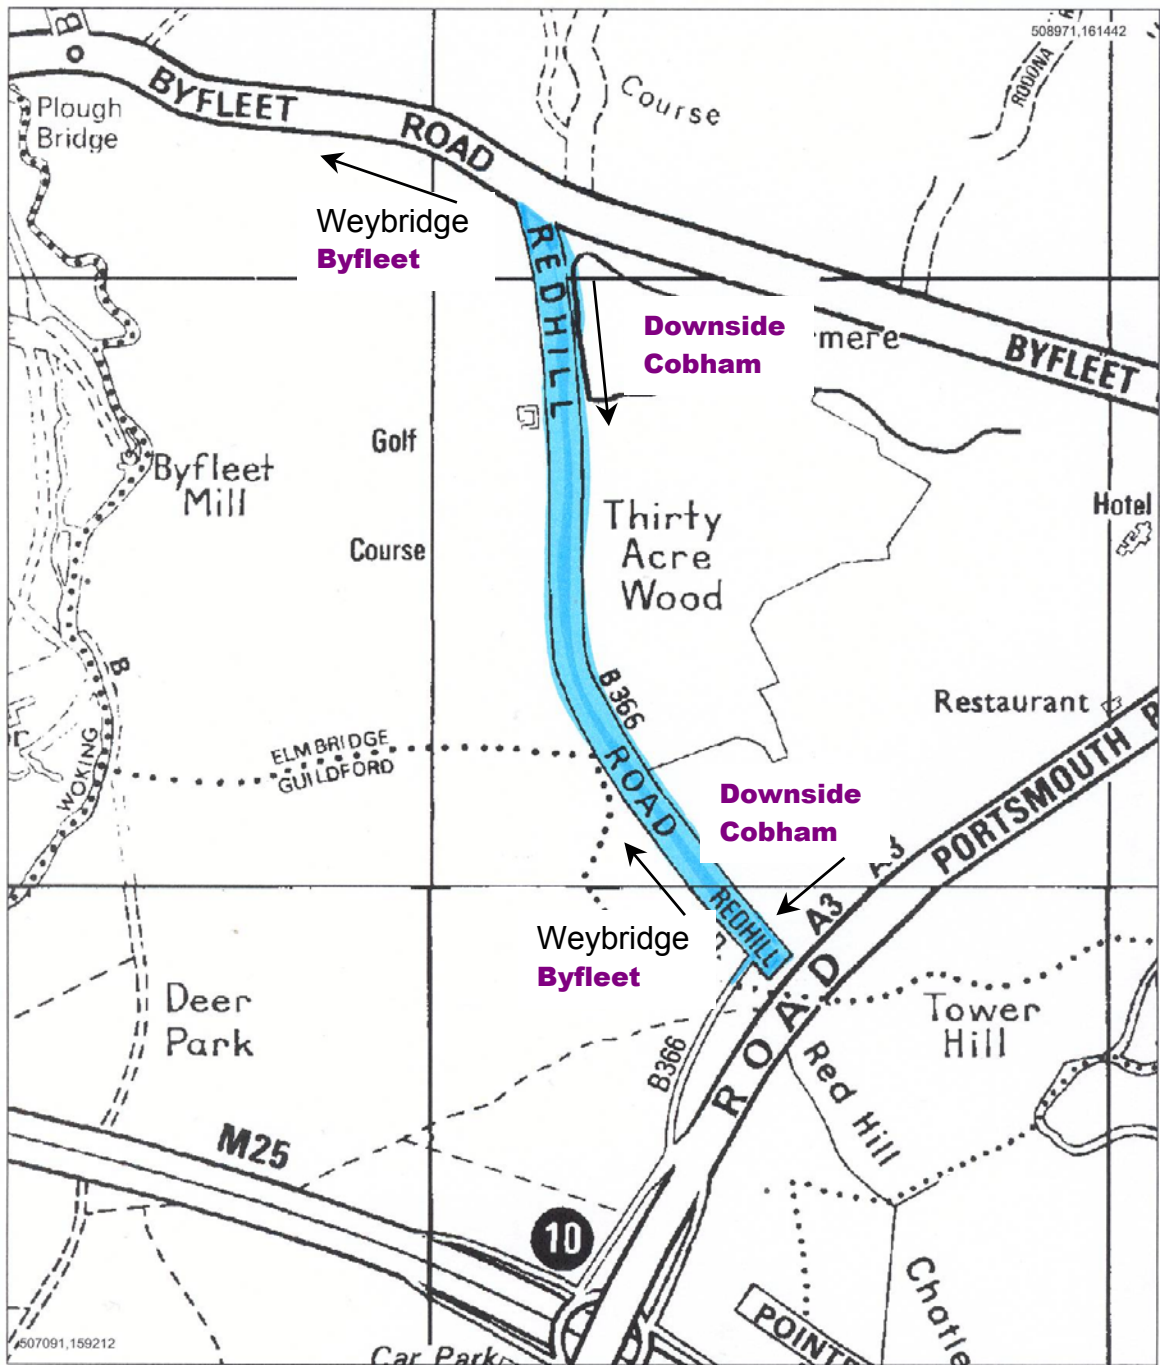 508971,161442
B
BYFLEET ROAD
Plough
Bridge
Course
RODONA
Weybridge
Byfleet
REDHILL
Downside
Cobham
mere
BYFLEET
Golf
Byfleet
Mill
Course
Thirty
Acre
Wood
Hotel
B
B366
Restaurant
ELMBRIDGE
GUILDFORD
WOKING
ROAD
PORTSMOUTH
Downside
Cobham
A3
A3
REDHILL
Weybridge
Byfleet
ROAD
Deer
Park
Tower
Hill
B366
Red Hill
M25
10
507091,159212
Car Park